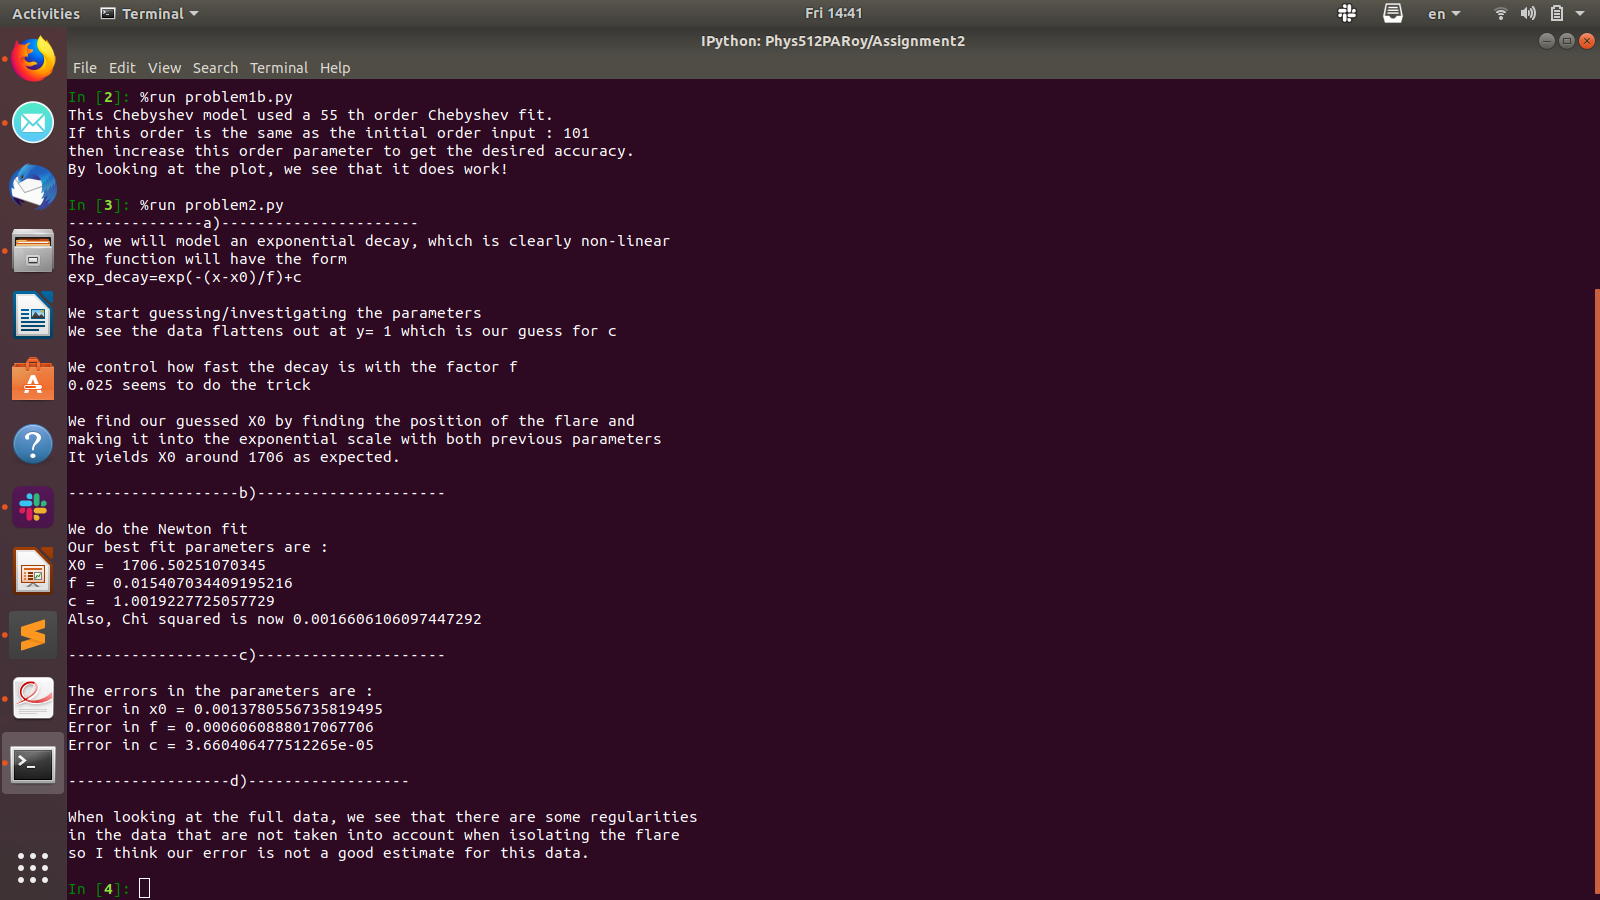 Activities Terminal Fri 14:41 en
IPython: Phys512PARoy/Assignment2
File Edit View Search Terminal Help
In [2]: %run problem1b.py
This Chebyshev model used a 55 th order Chebyshev fit.
If this order is the same as the initial order input : 101
then increase this order parameter to get the desired accuracy.
By looking at the plot, we see that it does work!
In [3]: %run problem2.py
---------------a)----------------------
So, we will model an exponential decay, which is clearly non-linear
The function will have the form
exp_decay=exp(-(x-x0)/f)+c
We start guessing/investigating the parameters
We see the data flattens out at y= 1 which is our guess for c
We control how fast the decay is with the factor f
0.025 seems to do the trick
We find our guessed X0 by finding the position of the flare and
making it into the exponential scale with both previous parameters
It yields X0 around 1706 as expected.
-------------------b)---------------------
We do the Newton fit
Our best fit parameters are :
X0 =  1706.50251070345
f =  0.015407034409195216
c =  1.0019227725057729
Also, Chi squared is now 0.0016606106097447292
-------------------c)---------------------
The errors in the parameters are :
Error in x0 = 0.0013780556735819495
Error in f = 0.0006060888017067706
Error in c = 3.660406477512265e-05
------------------d)------------------
When looking at the full data, we see that there are some regularities
in the data that are not taken into account when isolating the flare
so I think our error is not a good estimate for this data.
In [4]: